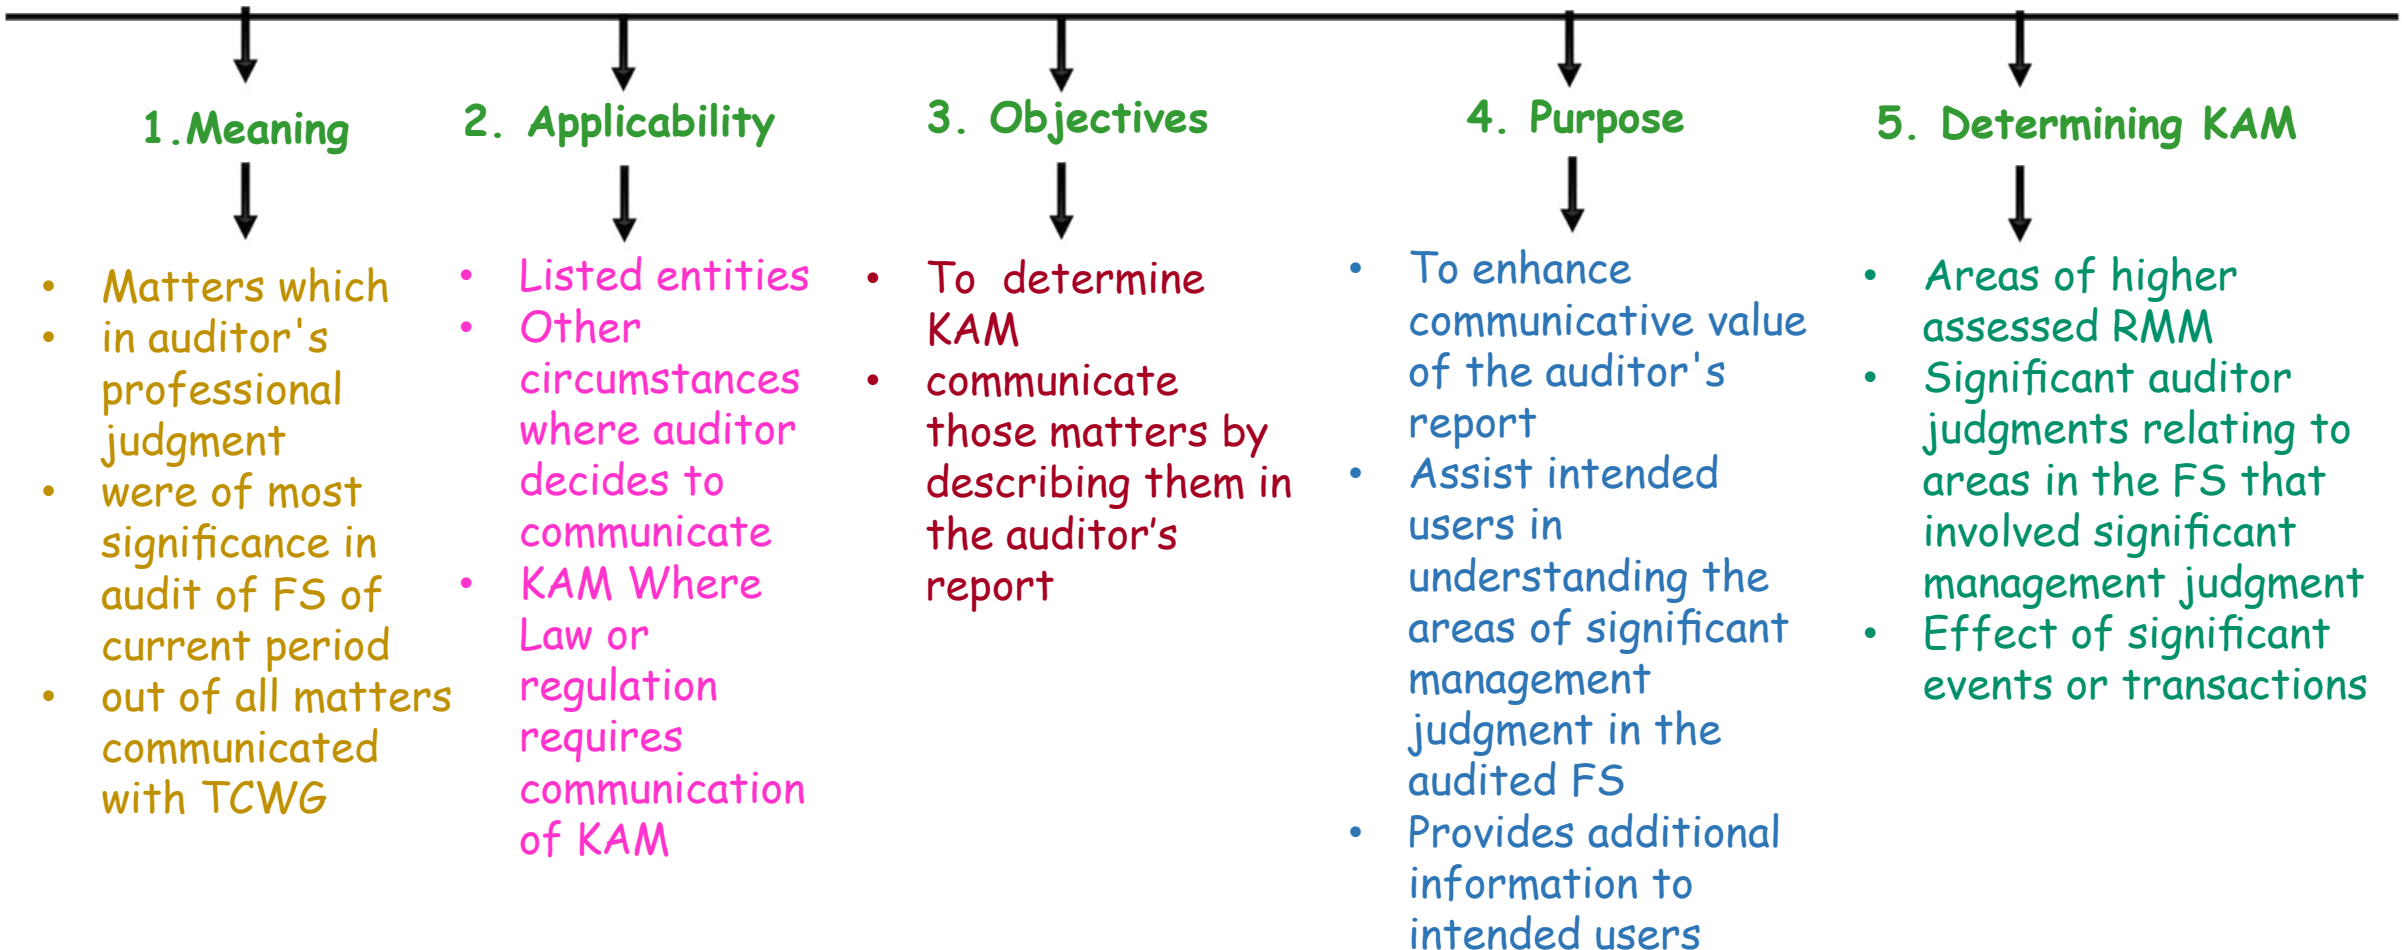 1.Meaning
• Matters which
• in auditor's
professional
judgment
• were of most
significance in
audit of FS of
current period
• out of all matters
communicated
with TCWG
2. Applicability
• Listed entities
• Other
circumstances
where auditor
decides to
communicate
• KAM Where
Law or
regulation
requires
communication
of KAM
3. Objectives
• To determine
KAM
• communicate
those matters by
describing them in
the auditor’s
report
4. Purpose
• To enhance
communicative value
of the auditor's
report
• Assist intended
users in
understanding the
areas of significant
management
judgment in the
audited FS
• Provides additional
information to
intended users
5. Determining KAM
• Areas of higher
assessed RMM
• Significant auditor
judgments relating to
areas in the FS that
involved significant
management judgment
• Effect of significant
events or transactions